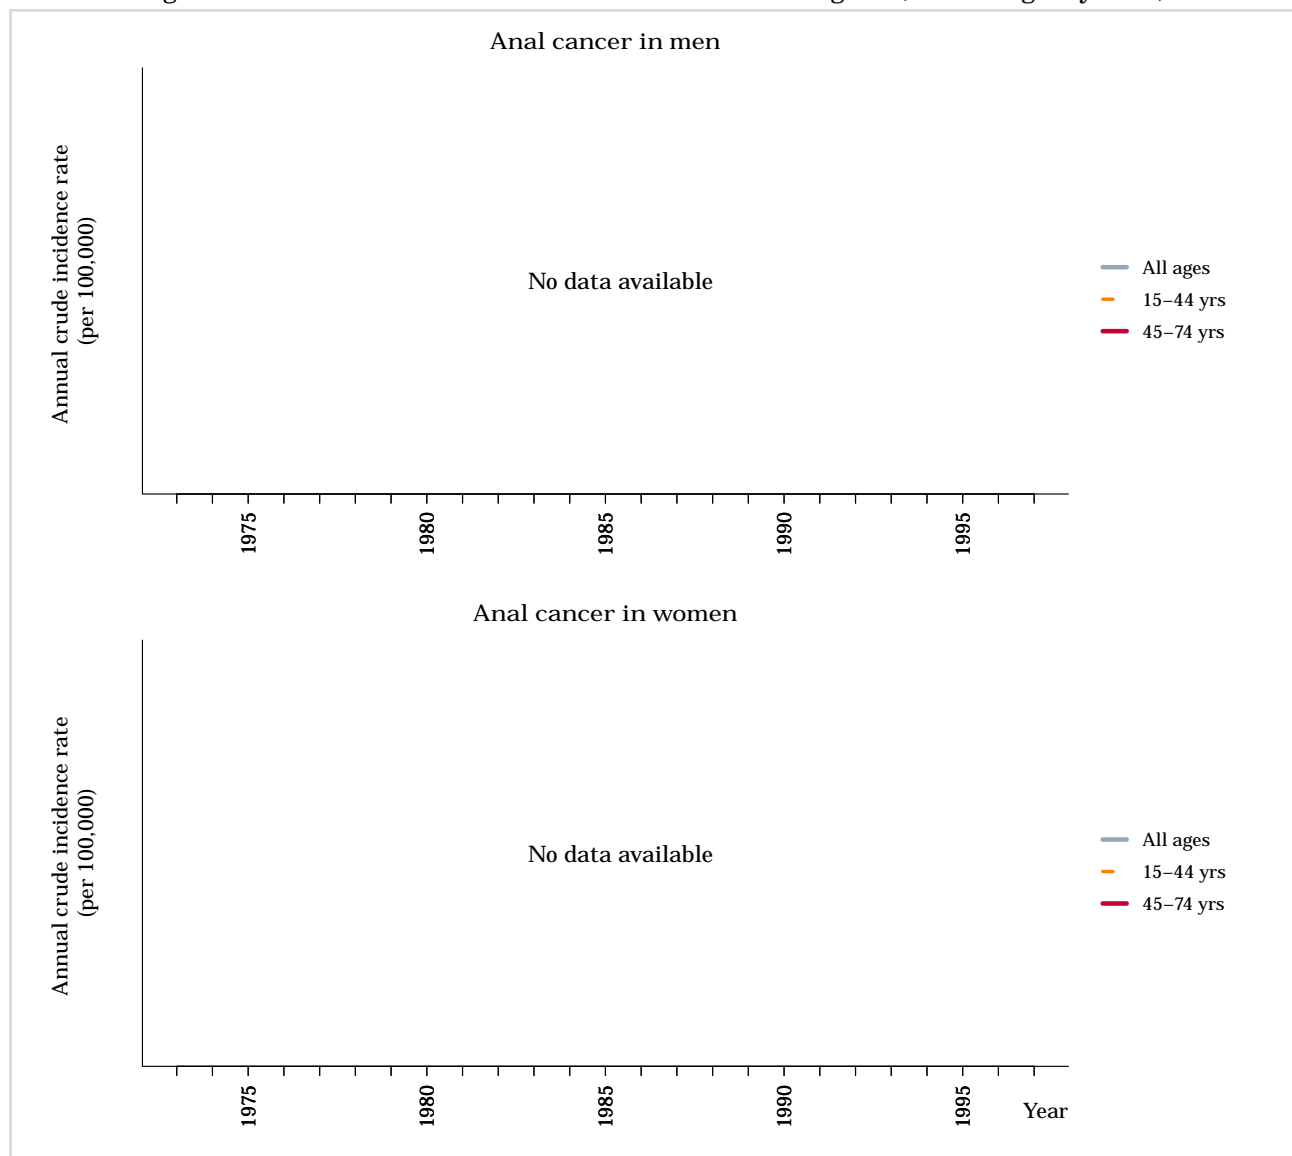 Anal cancer in men
Annual crude incidence rate
(per 100,000)
No data available
All ages
15–44 yrs
45–74 yrs
1975
1980
1985
1990
1995
Anal cancer in women
Annual crude incidence rate
(per 100,000)
No data available
All ages
15–44 yrs
45–74 yrs
1975
1980
1985
1990
1995
Year